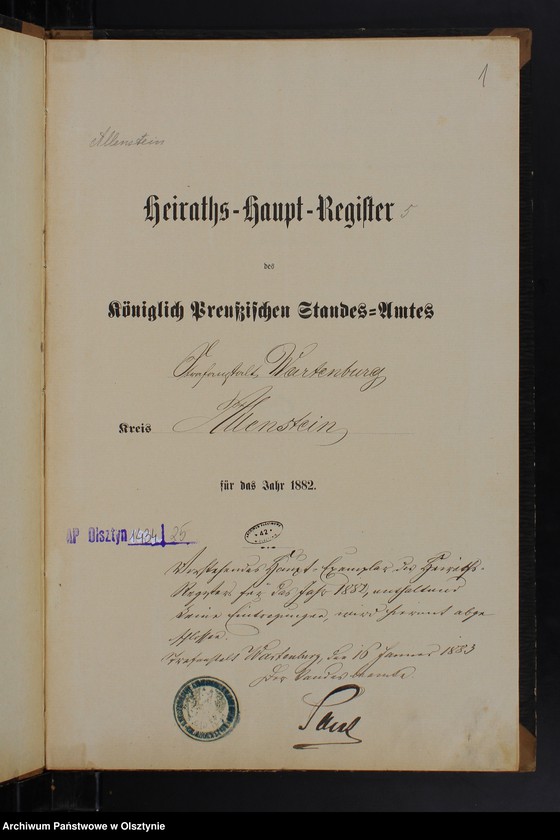 1
Allenstein
Heiraths-Haupt-Register 5
des
Königlich Preußischen Standes-Amtes
Strafanstalt Wartenburg
Kreis Allenstein
für das Jahr 1882.
AP Olsztyn 1434/ 25
42
Vorstehendes Haupt-Exemplar des Heiraths-
Registers für das Jahr 1882, enthaltend
keine Eintragungen, wird hiermit abge-
schlossen.
Strafanstalt Wartenburg, den 16 Januar 1883
Der Standesbeamte
Archiwum Państwowe w Olsztynie